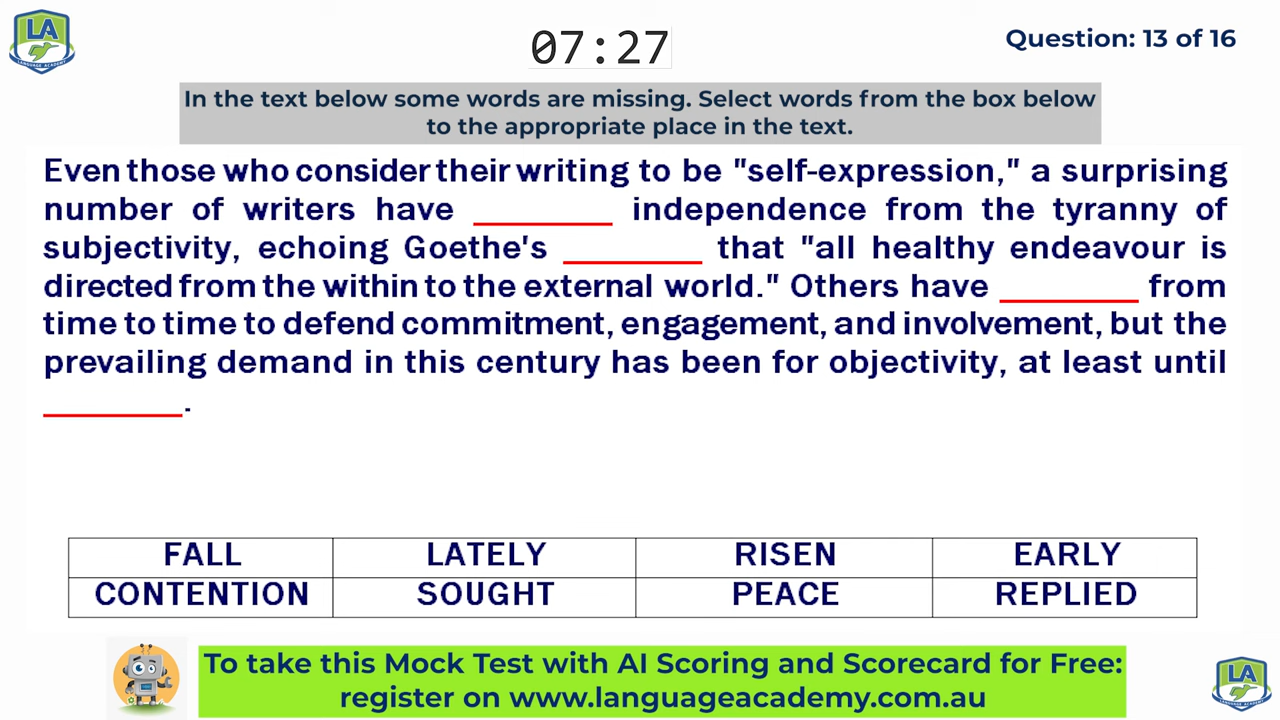 LA
LANGUAGE ACADEMY
07:27
Question: 13 of 16
In the text below some words are missing. Select words from the box below
to the appropriate place in the text.
Even those who consider their writing to be "self-expression," a surprising
number of writers have ________ independence from the tyranny of
subjectivity, echoing Goethe's ________ that "all healthy endeavour is
directed from the within to the external world." Others have ________ from
time to time to defend commitment, engagement, and involvement, but the
prevailing demand in this century has been for objectivity, at least until
________.
FALL LATELY RISEN EARLY
CONTENTION SOUGHT PEACE REPLIED
To take this Mock Test with AI Scoring and Scorecard for Free:
register on www.languageacademy.com.au
LA
LANGUAGE ACADEMY